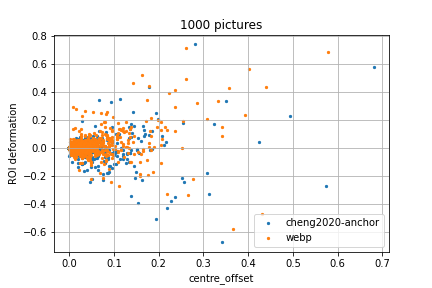 1000 pictures
ROI deformation
0.8
0.6
0.4
0.2
0.0
−0.2
−0.4
−0.6
0.0 0.1 0.2 0.3 0.4 0.5 0.6 0.7
centre_offset
cheng2020-anchor
webp